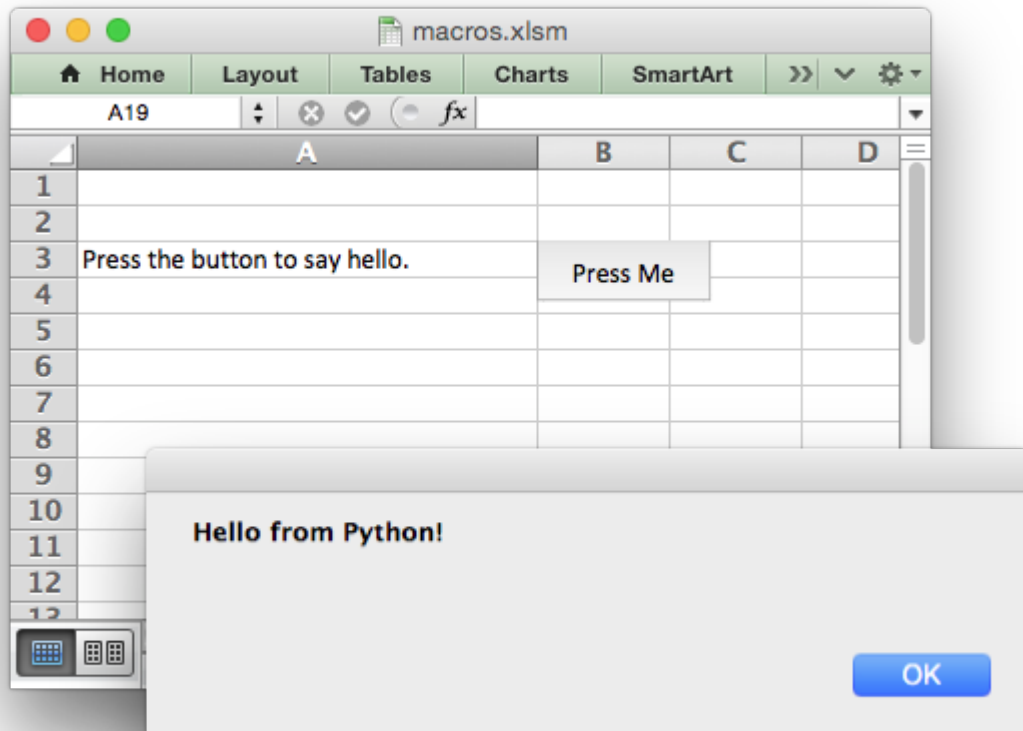 macros.xlsm
Home Layout Tables Charts SmartArt
A19 fx
A B C D
1
2
3 Press the button to say hello. Press Me
4
5
6
7
8
9
10
11
12
13
Hello from Python!
OK